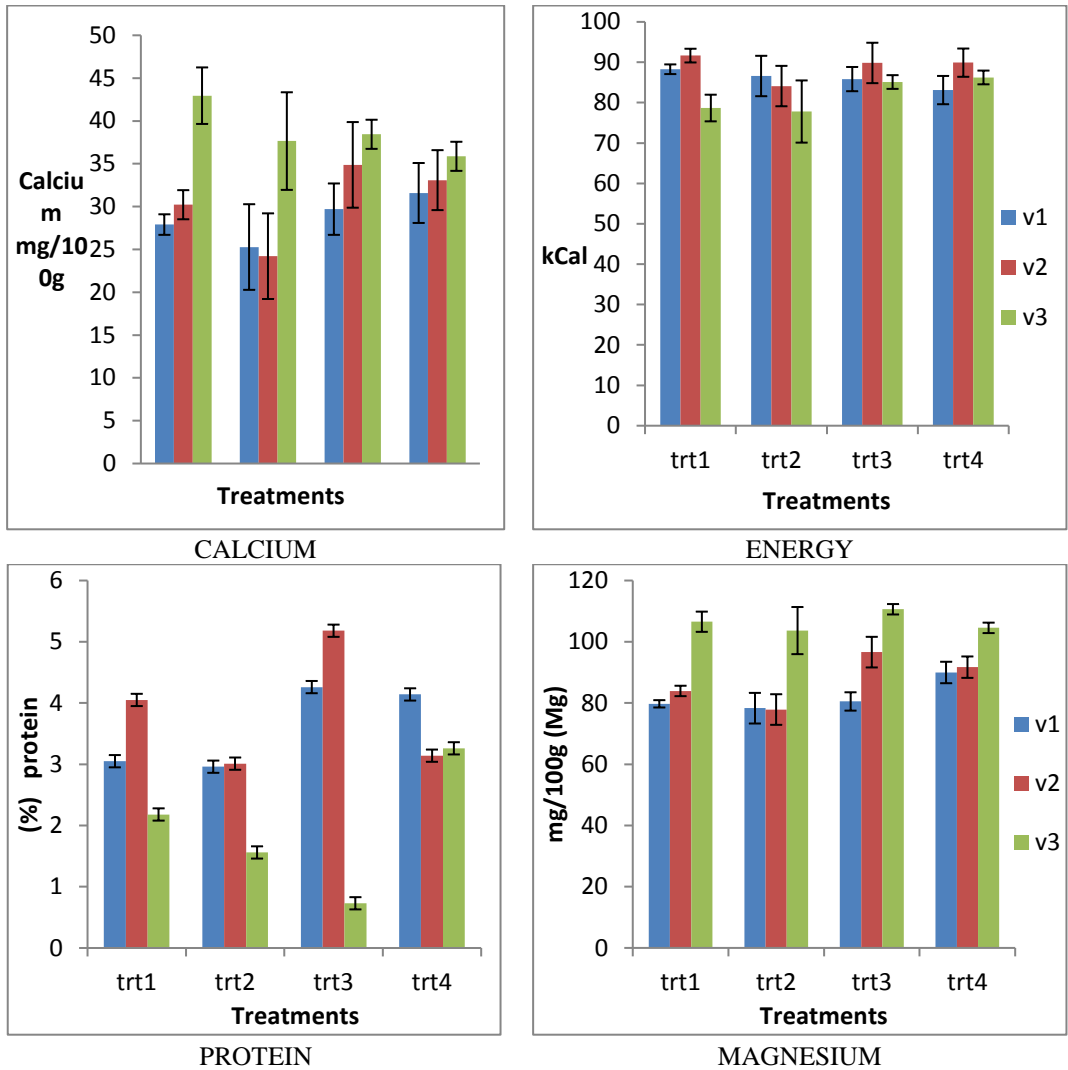 50
45
40
35
30
25
20
15
10
5
0
Calciu
m
mg/10
0g
Treatments
CALCIUM
100
90
80
70
60
50
40
30
20
10
0
kCal
trt1 trt2 trt3 trt4
Treatments
v1
v2
v3
ENERGY
6
5
4
3
2
1
0
(%) protein
trt1 trt2 trt3 trt4
Treatments
PROTEIN
120
100
80
60
40
20
0
mg/100g (Mg)
trt1 trt2 trt3 trt4
Treatments
v1
v2
v3
MAGNESIUM